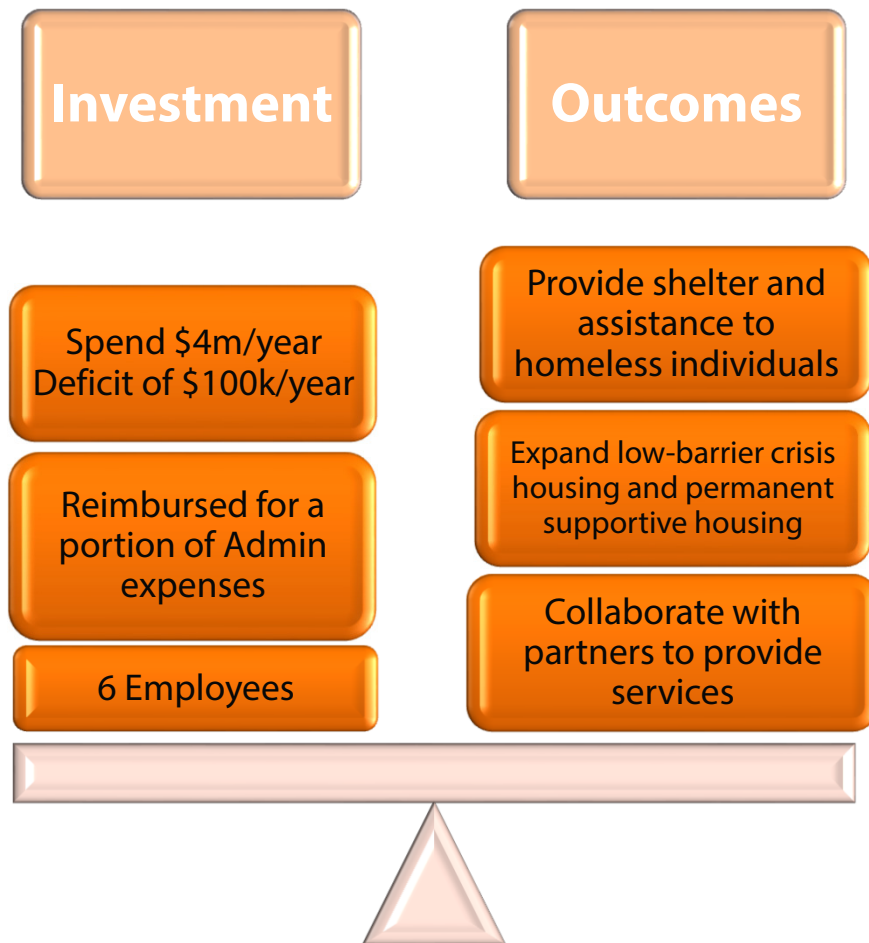 Investment
Spend $4m/year
Deficit of $100k/year
Reimbursed for a
portion of Admin
expenses
6 Employees
Outcomes
Provide shelter and
assistance to
homeless individuals
Expand low-barrier crisis
housing and permanent
supportive housing
Collaborate with
partners to provide
services